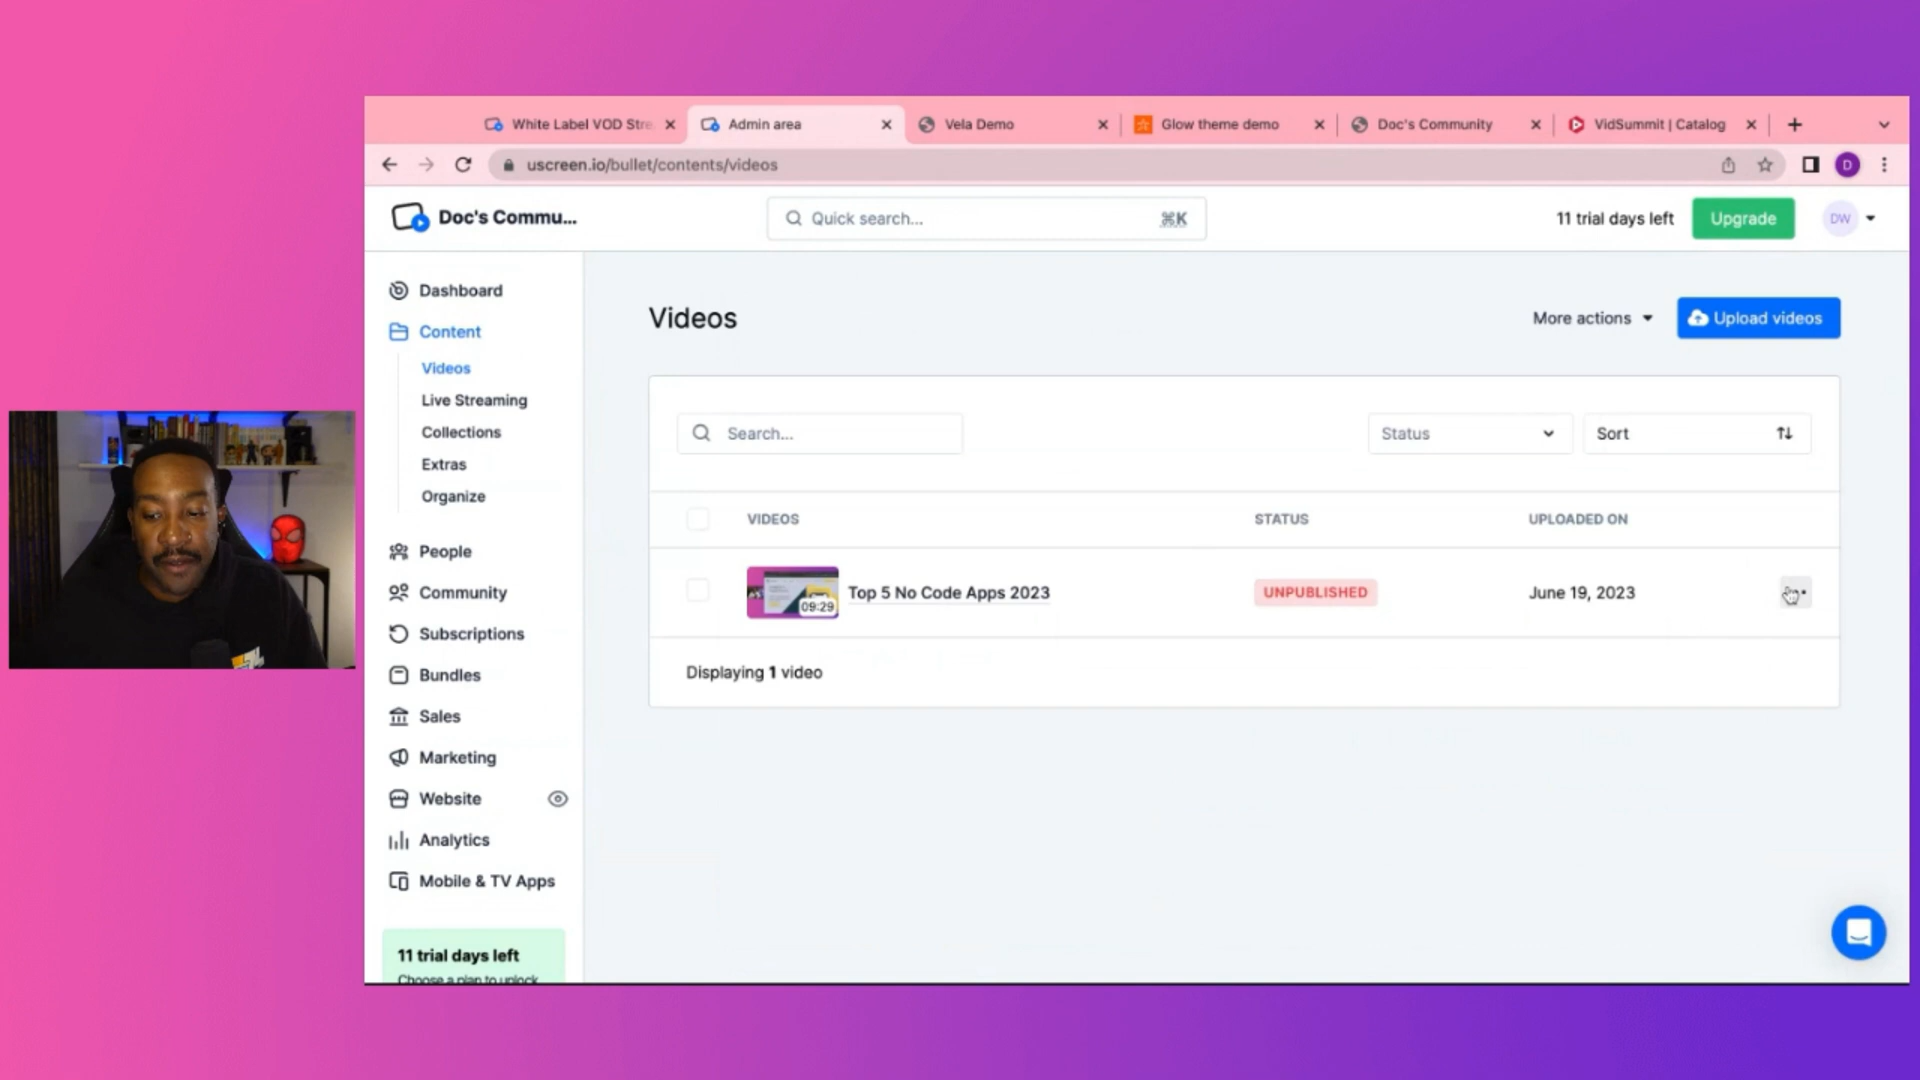 White Label VOD Stre
Admin area
Vela Demo
Glow theme demo
Doc's Community
VidSummit | Catalog
uscreen.io/bullet/contents/videos
D
Doc's Commu...
Quick search...
⌘K
11 trial days left
Upgrade
DW
Dashboard
Content
Videos
Live Streaming
Collections
Extras
Organize
People
Community
Subscriptions
Bundles
Sales
Marketing
Website
Analytics
Mobile & TV Apps
11 trial days left
Choose a plan to unlock
Videos
More actions
Upload videos
Search...
Status
Sort
VIDEOS
STATUS
UPLOADED ON
09:29
Top 5 No Code Apps 2023
UNPUBLISHED
June 19, 2023
Displaying 1 video